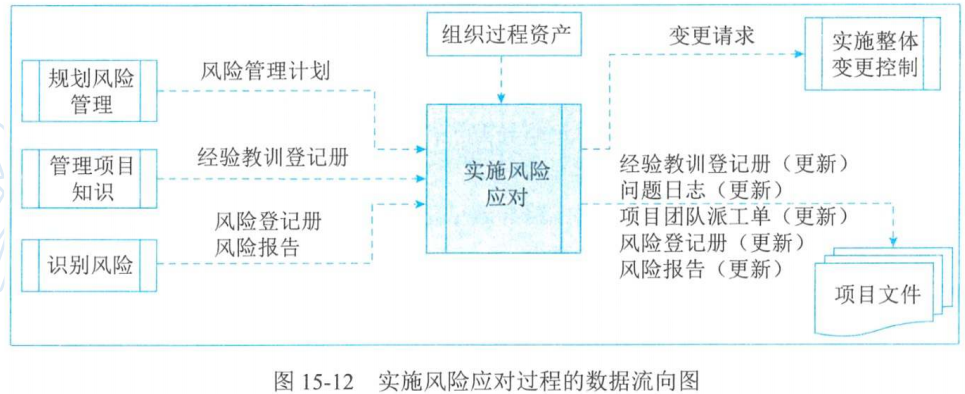 组织过程资产
变更请求
实施整体
变更控制
规划风险
管理
风险管理计划
管理项目
知识
经验教训登记册
实施风险
应对
经验教训登记册（更新）
问题日志（更新）
项目团队派工单（更新）
风险登记册（更新）
风险报告（更新）
风险登记册
风险报告
识别风险
项目文件
图 15-12 实施风险应对过程的数据流向图